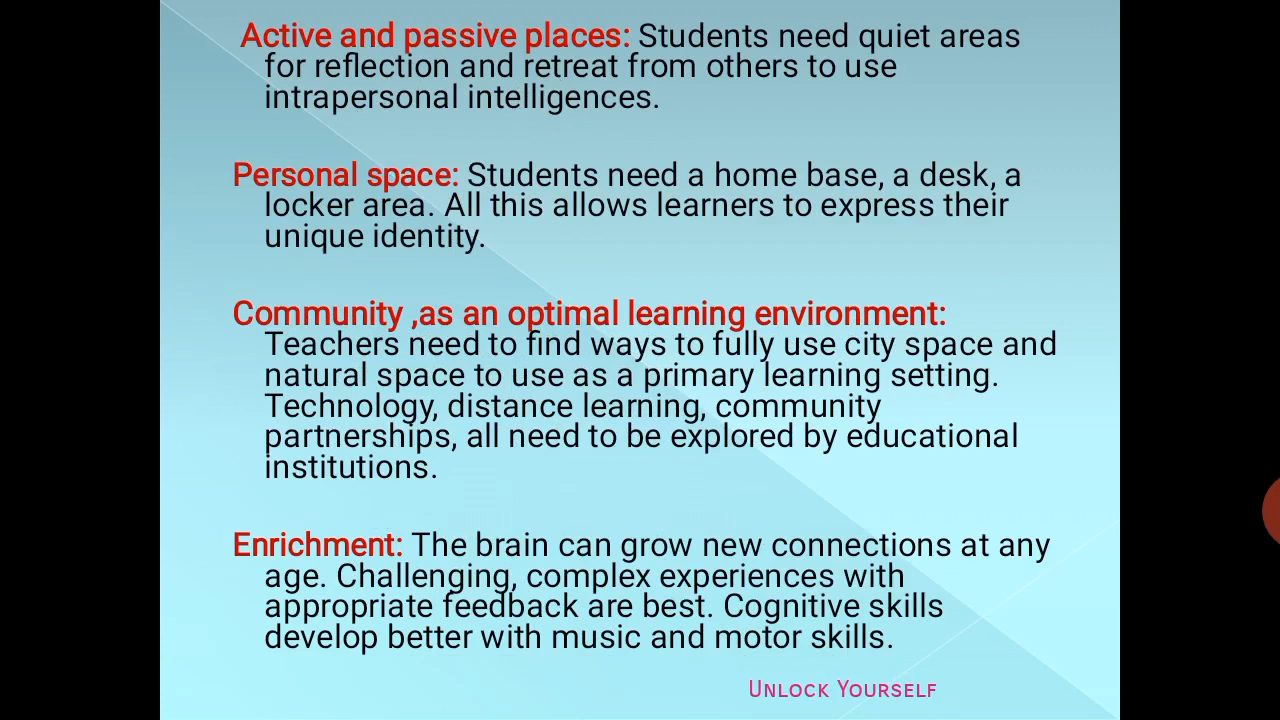 Active and passive places: Students need quiet areas
for reflection and retreat from others to use
intrapersonal intelligences.
Personal space: Students need a home base, a desk, a
locker area. All this allows learners to express their
unique identity.
Community ,as an optimal learning environment:
Teachers need to find ways to fully use city space and
natural space to use as a primary learning setting.
Technology, distance learning, community
partnerships, all need to be explored by educational
institutions.
Enrichment: The brain can grow new connections at any
age. Challenging, complex experiences with
appropriate feedback are best. Cognitive skills
develop better with music and motor skills.
Unlock Yourself